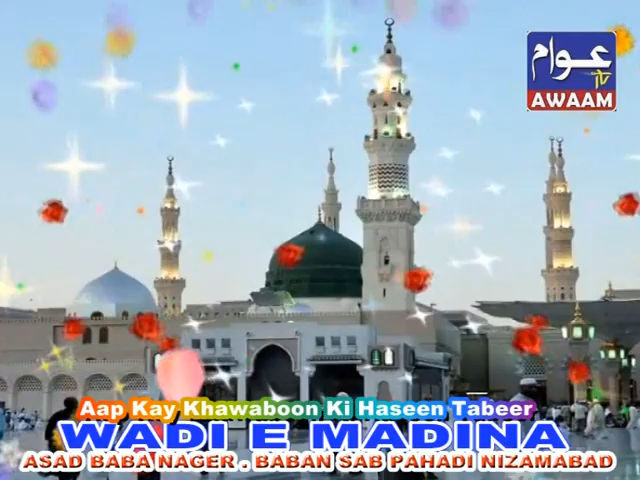 عوام
tv
AWAAM
Aap Kay Khawaboon Ki Haseen Tabeer
WADI E MADINA
ASAD BABA NAGER . BABAN SAB PAHADI NIZAMABAD